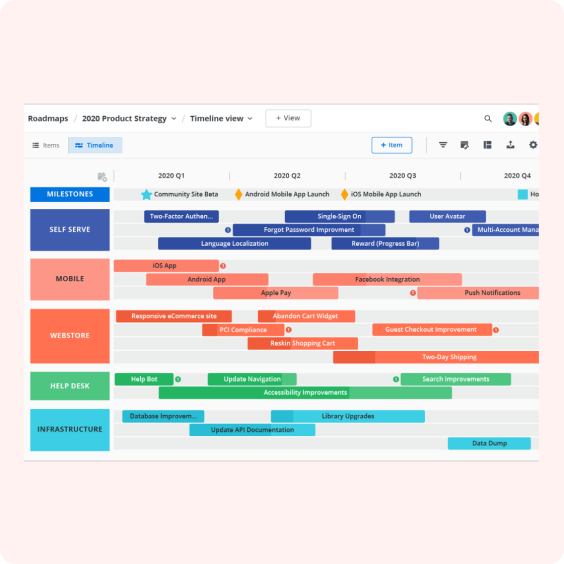 Roadmaps / 2020 Product Strategy / Timeline view + View
Items Timeline + Item
2020 Q1 2020 Q2 2020 Q3 2020 Q4
MILESTONES Community Site Beta Android Mobile App Launch iOS Mobile App Launch Ho
SELF SERVE
Two-Factor Authen... Single-Sign On User Avatar
Forgot Password Improvment Multi-Account Mana
Language Localization Reward (Progress Bar)
MOBILE
iOS App
Android App Facebook Integration
Apple Pay Push Notifications
WEBSTORE
Responsive eCommerce site Abandon Cart Widget
PCI Compliance Guest Checkout Improvement
Reskin Shopping Cart
Two-Day Shipping
HELP DESK
Help Bot Update Navigation Search Improvements
Accessibility Improvements
INFRASTRUCTURE
Database Improvem... Library Upgrades
Update API Documentation
Data Dump